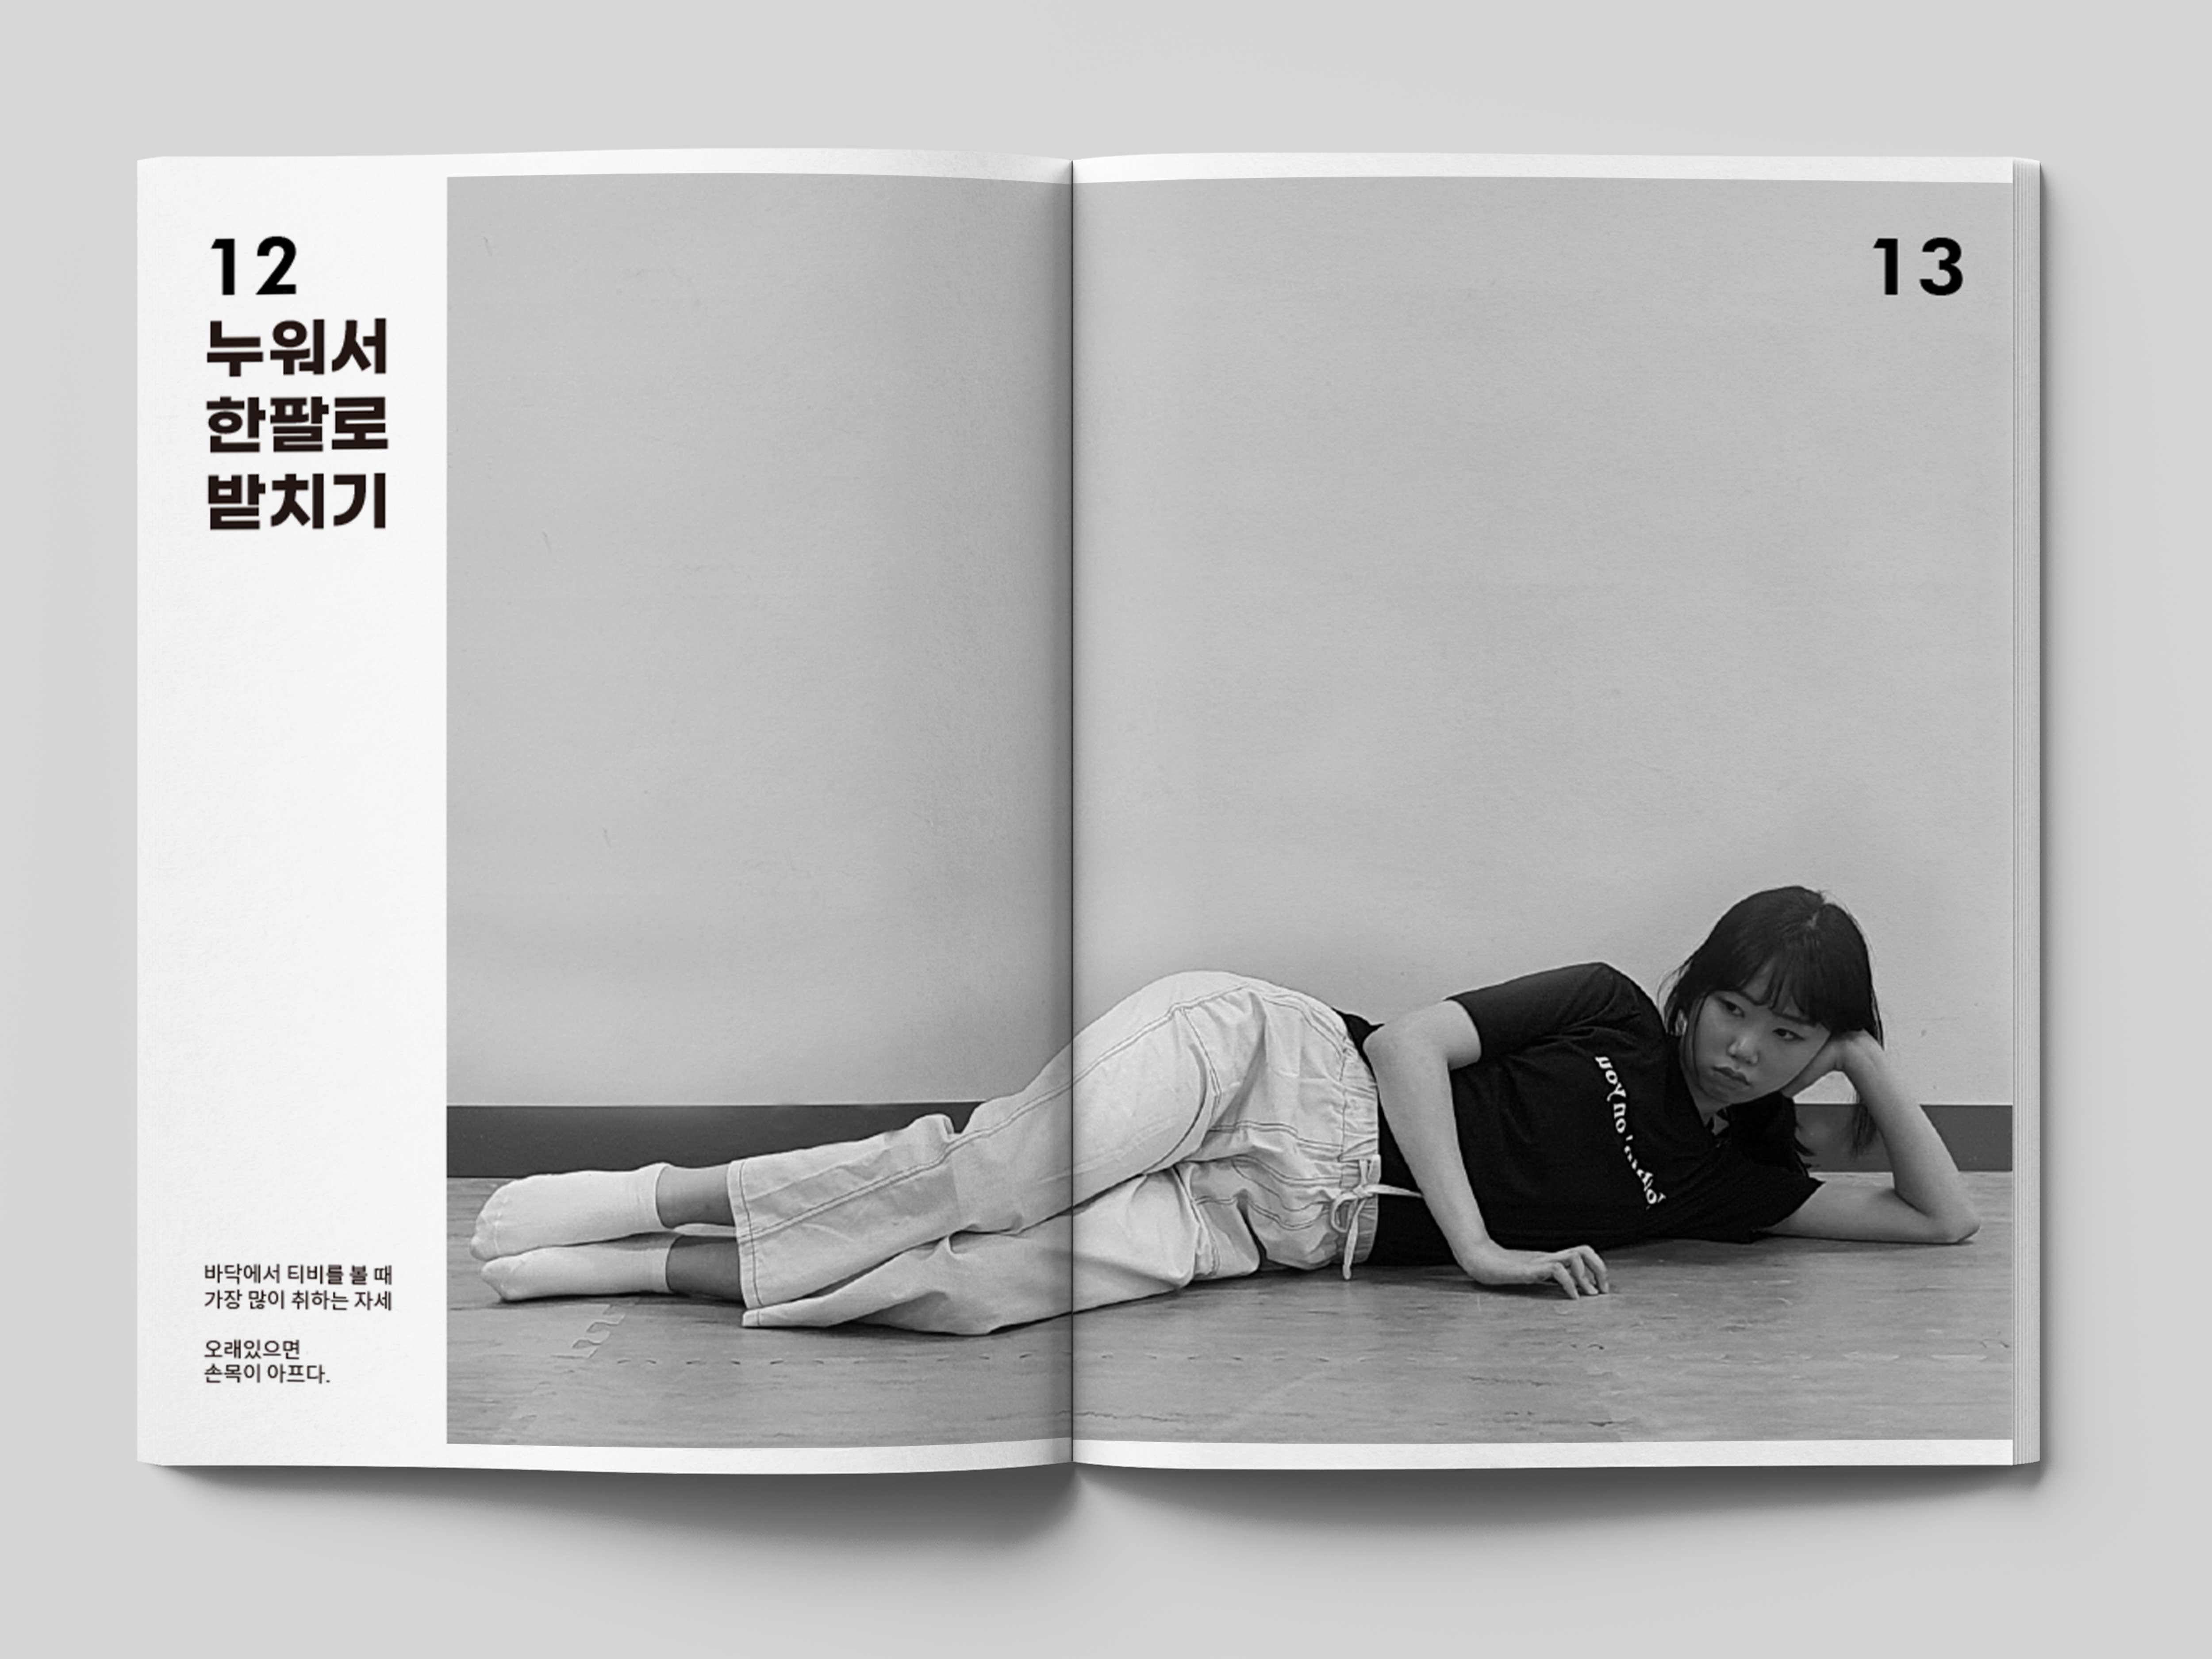 12
누워서
한팔로
받치기
바닥에서 티비를 볼 때
가장 많이 취하는 자세
오래있으면
손목이 아프다.
13